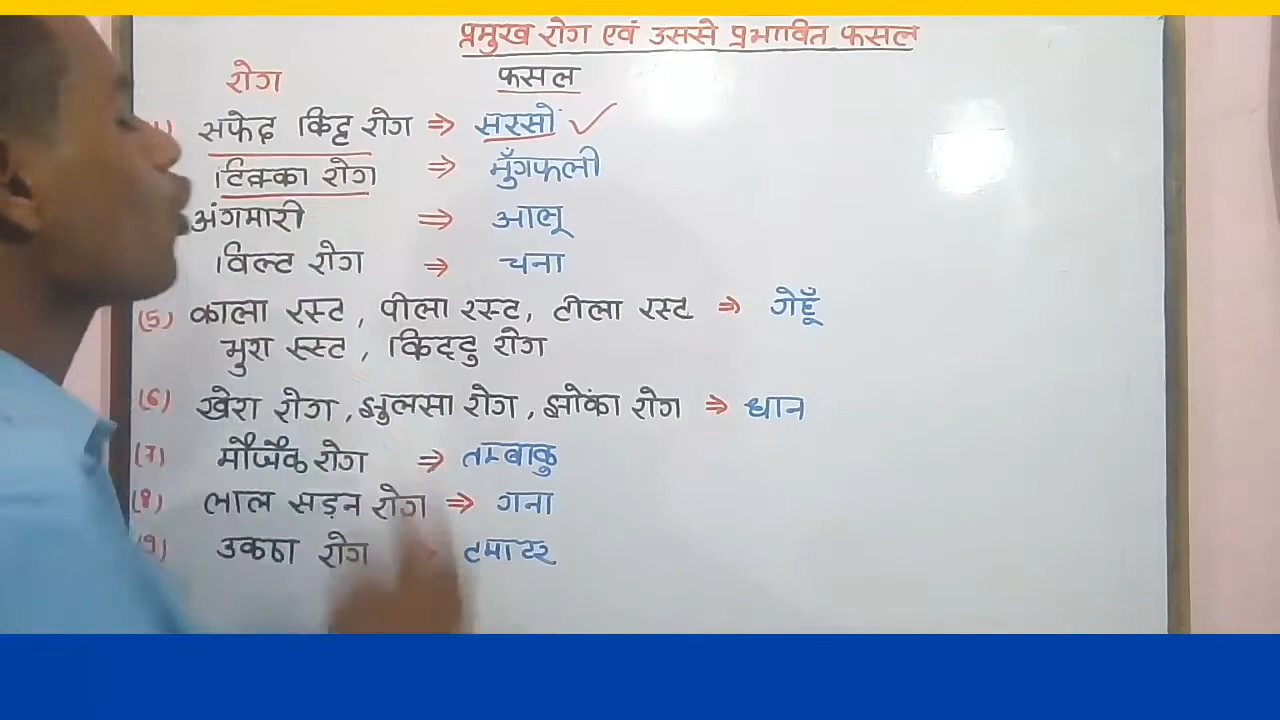 प्रमुख रोग एवं उससे प्रभावित फसल
रोग फसल
सफेद किट्ट रोग ⇒ सरसों ✓
टिक्का रोग ⇒ मुँगफली
अंगमारी ⇒ आलू
विल्ट रोग ⇒ चना
(5) काला रस्ट, पीला रस्ट, टीला रस्ट ⇒ गेहूँ
भुरा रस्ट, किटटु रोग
(6) खेरा रोग, झुलसा रोग, झोंका रोग ⇒ धान
(7) मौजैक रोग ⇒ तम्बाकु
(8) लाल सड़न रोग ⇒ गना
(9) उकठा रोग टमाटर